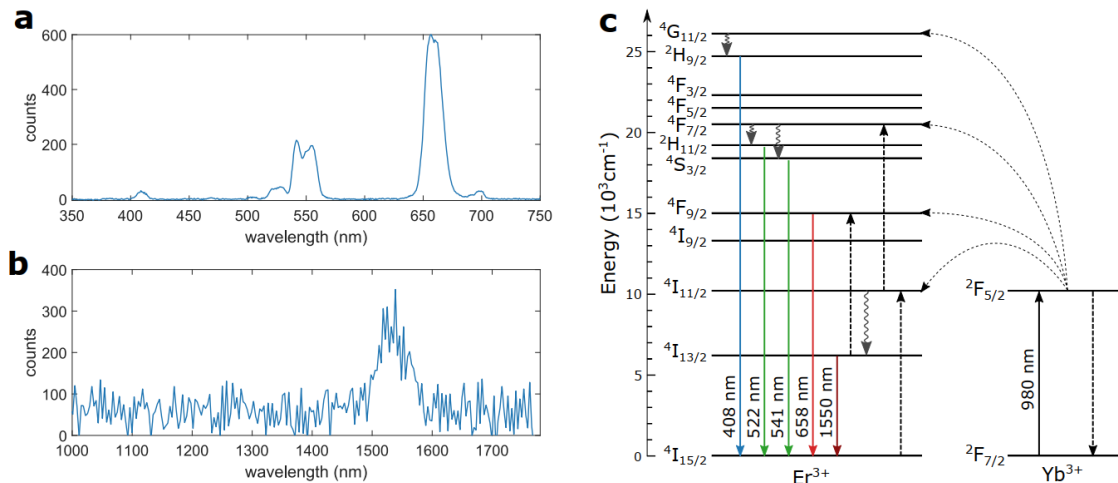 a
counts
600
400
200
0
350 400 450 500 550 600 650 700 750
wavelength (nm)
b
counts
400
300
200
100
0
1000 1100 1200 1300 1400 1500 1600 1700
wavelength (nm)
c
Energy (10³cm⁻¹)
25
20
15
10
5
0
⁴G₁₁/₂
²H₉/₂
⁴F₃/₂
⁴F₅/₂
⁴F₇/₂
²H₁₁/₂
⁴S₃/₂
⁴F₉/₂
⁴I₉/₂
⁴I₁₁/₂
⁴I₁₃/₂
⁴I₁₅/₂
408 nm
522 nm
541 nm
658 nm
1550 nm
Er³⁺
²F₅/₂
980 nm
²F₇/₂
Yb³⁺